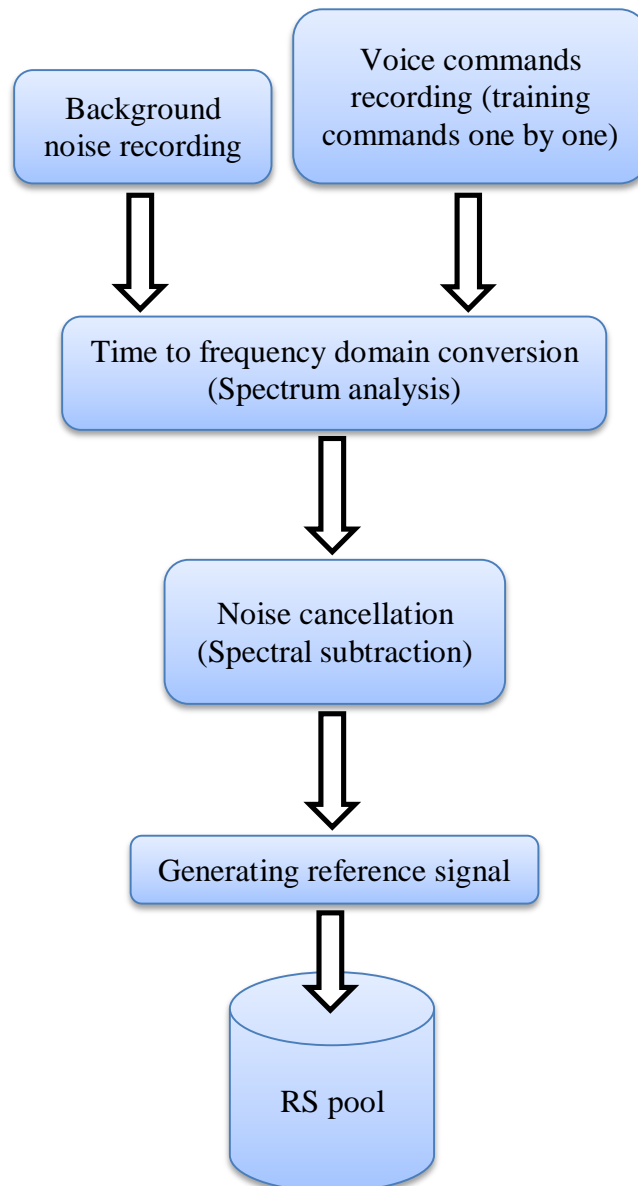 Background
noise recording
Voice commands
recording (training
commands one by one)
Time to frequency domain conversion
(Spectrum analysis)
Noise cancellation
(Spectral subtraction)
Generating reference signal
RS pool